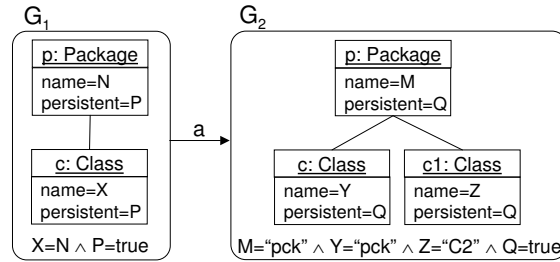 G1
p: Package
name=N
persistent=P
c: Class
name=X
persistent=P
X=N ∧ P=true
a
G2
p: Package
name=M
persistent=Q
c: Class
name=Y
persistent=Q
c1: Class
name=Z
persistent=Q
M=“pck” ∧ Y=“pck” ∧ Z=“C2” ∧ Q=true